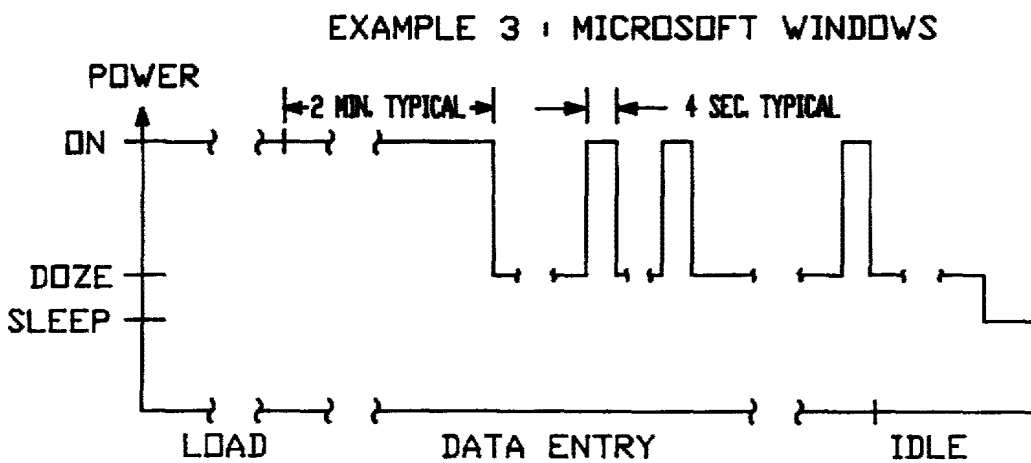 EXAMPLE 3 : MICROSOFT WINDOWS
POWER
2 MIN. TYPICAL
4 SEC. TYPICAL
ON
DOZE
SLEEP
LOAD
DATA ENTRY
IDLE